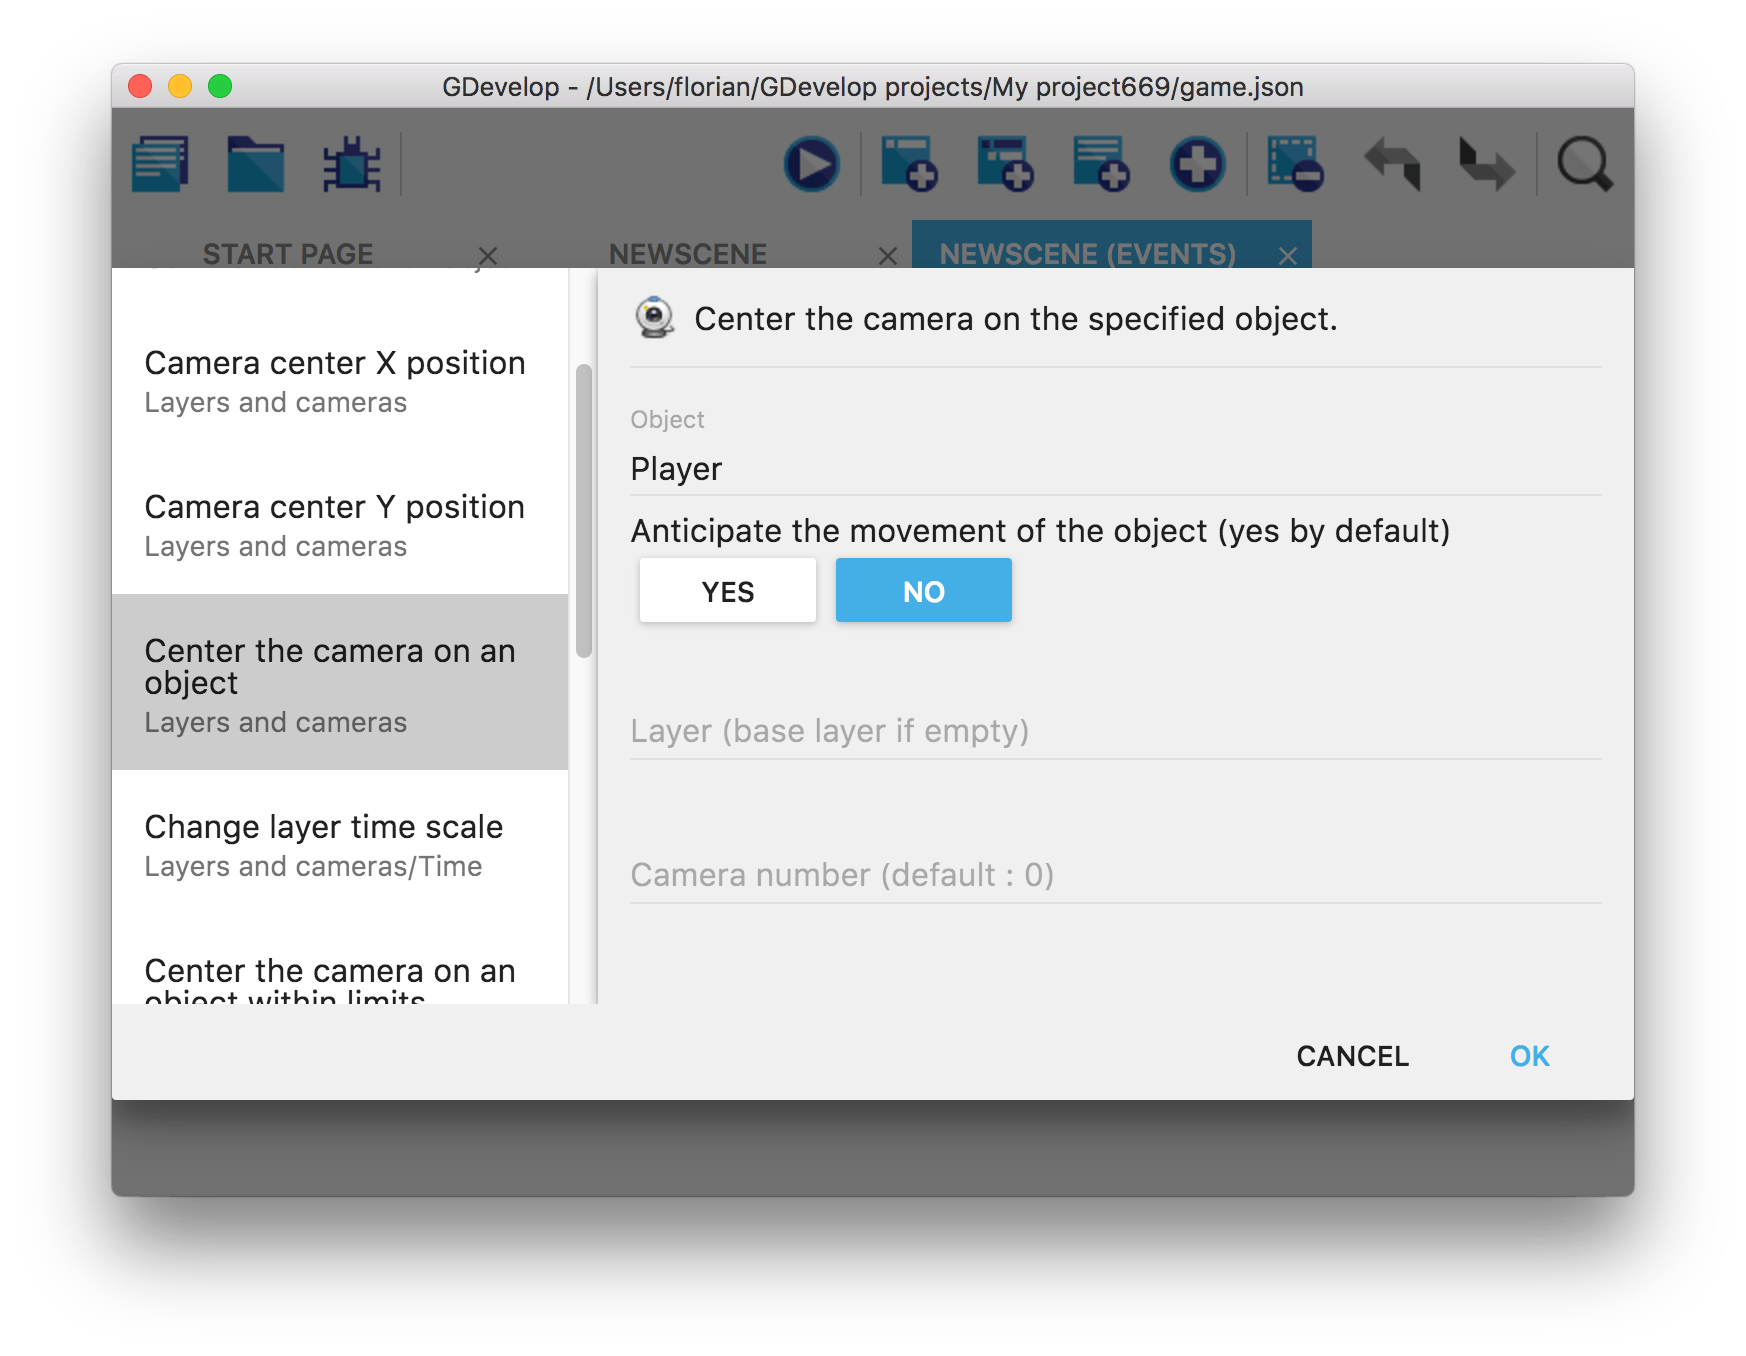 GDevelop - /Users/florian/GDevelop projects/My project669/game.json
START PAGE
NEWSCENE
NEWSCENE (EVENTS)
Camera center X position
Layers and cameras
Camera center Y position
Layers and cameras
Center the camera on an
object
Layers and cameras
Change layer time scale
Layers and cameras/Time
Center the camera on an
object within limits
Center the camera on the specified object.
Object
Player
Anticipate the movement of the object (yes by default)
YES
NO
Layer (base layer if empty)
Camera number (default : 0)
CANCEL
OK